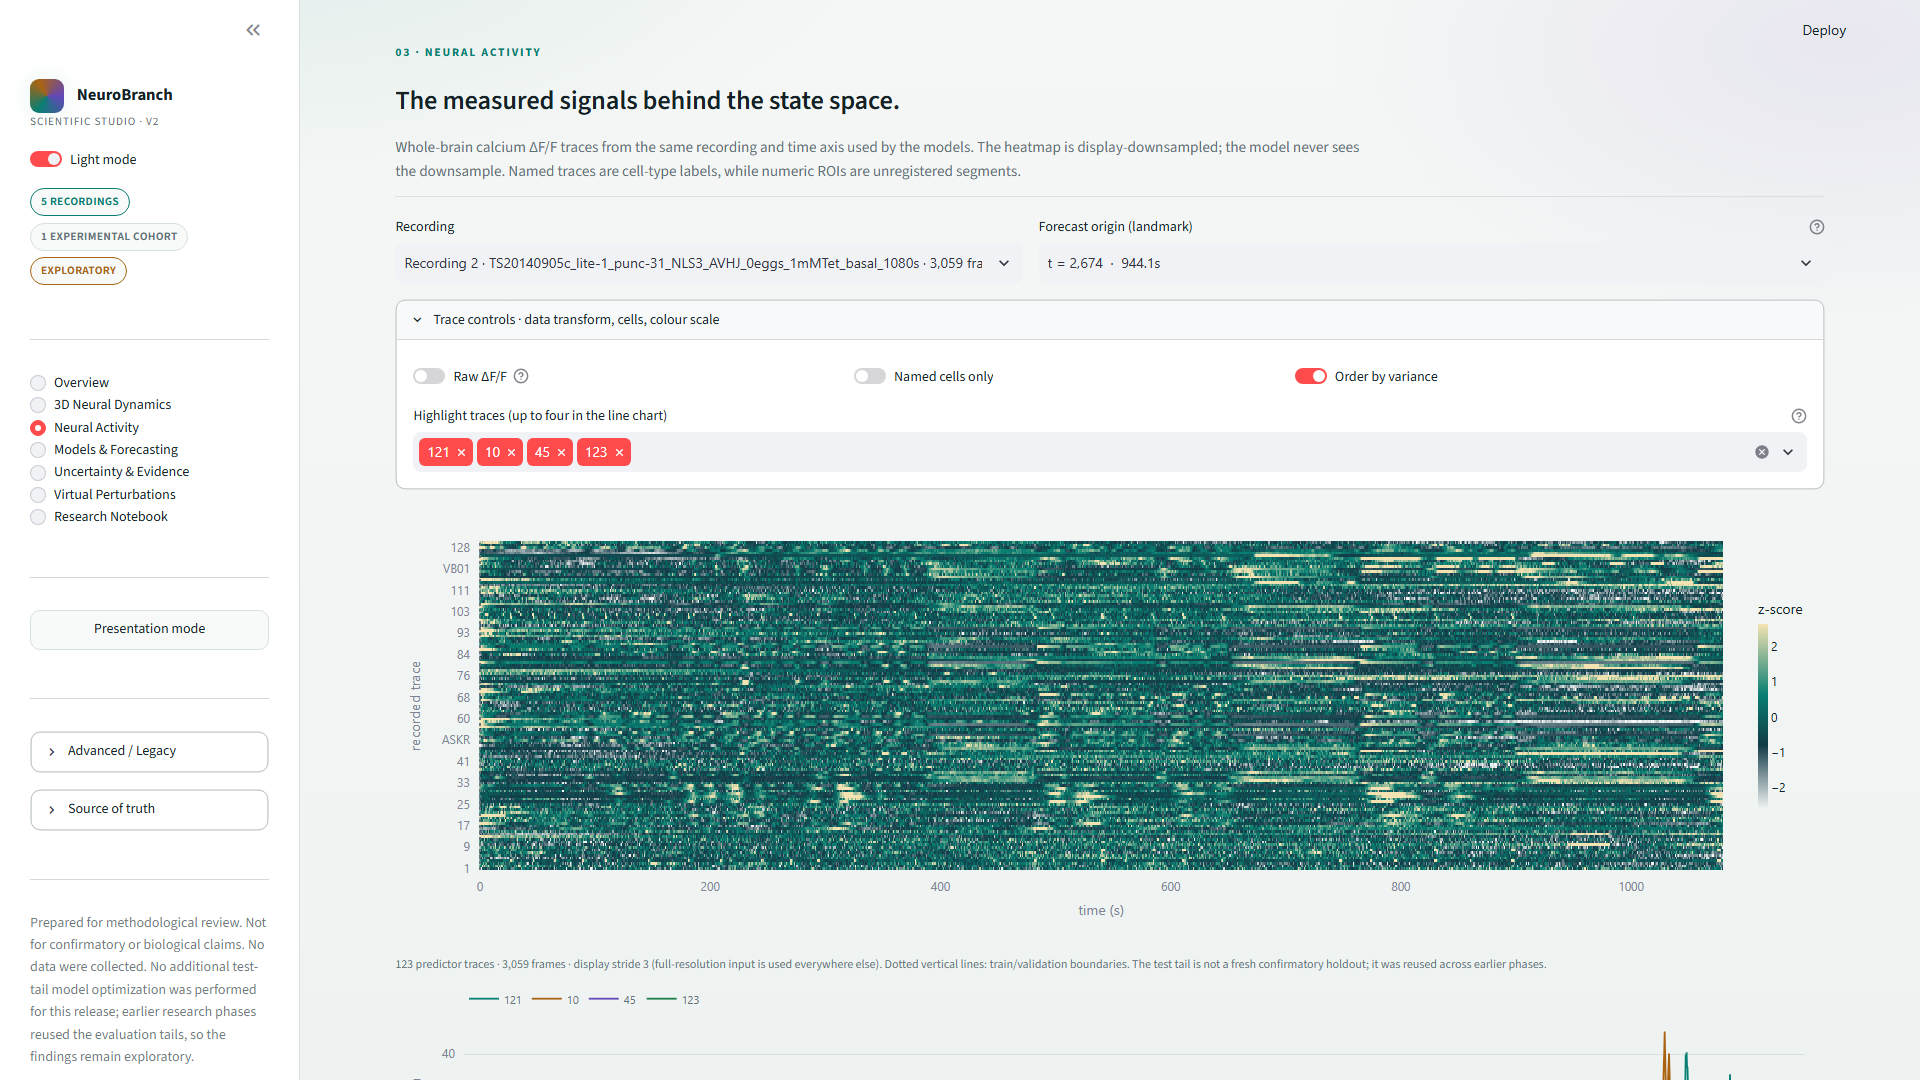 Deploy
NeuroBranch
SCIENTIFIC STUDIO · V2
Light mode
5 RECORDINGS
1 EXPERIMENTAL COHORT
EXPLORATORY
Overview
3D Neural Dynamics
Neural Activity
Models & Forecasting
Uncertainty & Evidence
Virtual Perturbations
Research Notebook
Presentation mode
Advanced / Legacy
Source of truth
Prepared for methodological review. Not
for confirmatory or biological claims. No
data were collected. No additional test-
tail model optimization was performed
for this release; earlier research phases
reused the evaluation tails, so the
findings remain exploratory.
03 · NEURAL ACTIVITY
The measured signals behind the state space.
Whole-brain calcium ΔF/F traces from the same recording and time axis used by the models. The heatmap is display-downsampled; the model never sees
the downsample. Named traces are cell-type labels, while numeric ROIs are unregistered segments.
Recording
Recording 2 · TS20140905c_lite-1_punc-31_NLS3_AVHJ_0eggs_1mMTet_basal_1080s · 3,059 fra
Forecast origin (landmark)
t = 2,674 · 944.1s
Trace controls · data transform, cells, colour scale
Raw ΔF/F
Named cells only
Order by variance
Highlight traces (up to four in the line chart)
121 × 10 × 45 × 123 ×
recorded trace
128
VB01
111
103
93
84
76
68
60
ASKR
41
33
25
17
9
1
0 200 400 600 800 1000
time (s)
z-score
2
1
0
−1
−2
123 predictor traces · 3,059 frames · display stride 3 (full-resolution input is used everywhere else). Dotted vertical lines: train/validation boundaries. The test tail is not a fresh confirmatory holdout; it was reused across earlier phases.
121 10 45 123
40